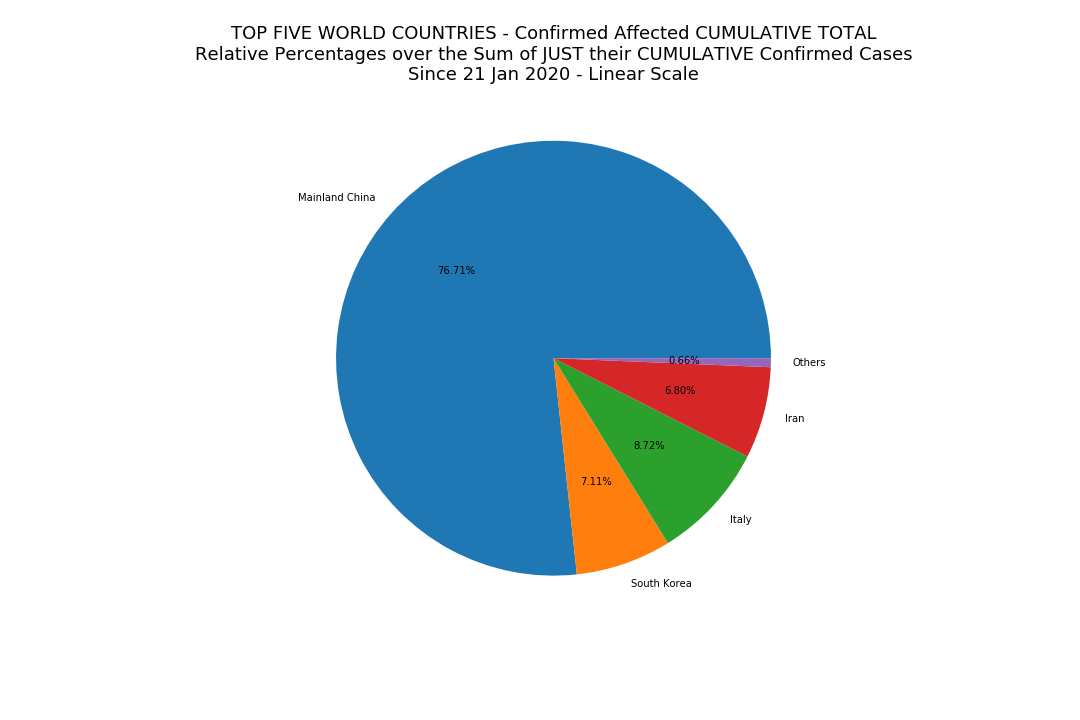 TOP FIVE WORLD COUNTRIES - Confirmed Affected CUMULATIVE TOTAL
Relative Percentages over the Sum of JUST their CUMULATIVE Confirmed Cases
Since 21 Jan 2020 - Linear Scale
Mainland China
76.71%
0.66%
Others
6.80%
Iran
8.72%
Italy
7.11%
South Korea